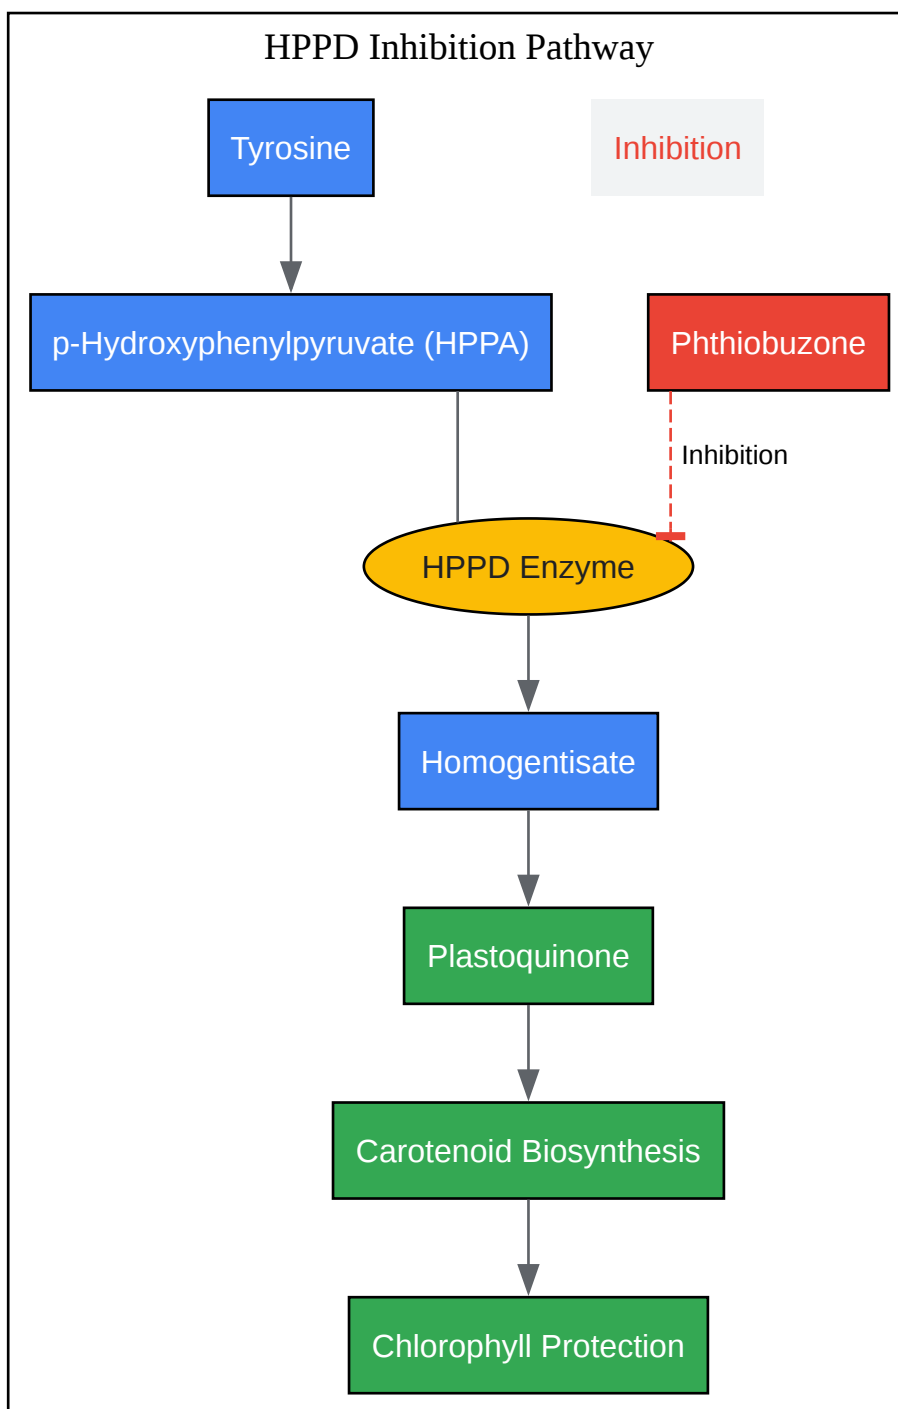 HPPD Inhibition Pathway
Tyrosine
Inhibition
p-Hydroxyphenylpyruvate (HPPA)
Phthiobuzone
Inhibition
HPPD Enzyme
Homogentisate
Plastoquinone
Carotenoid Biosynthesis
Chlorophyll Protection